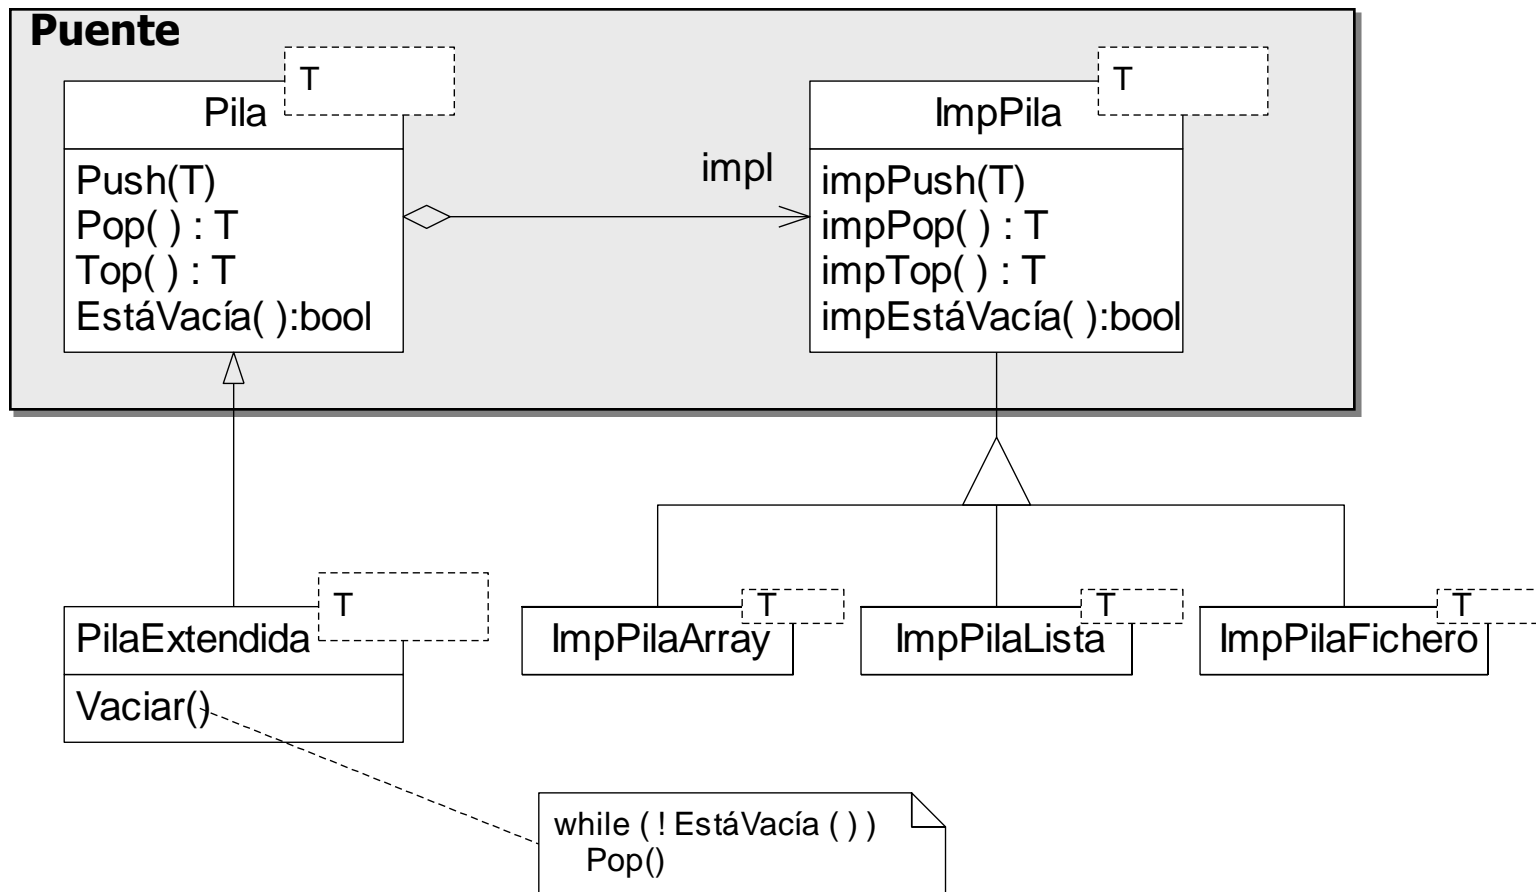 Puente
T
Pila
Push(T)
Pop( ) : T
Top( ) : T
EstáVacía( ):bool
impl
T
ImpPila
impPush(T)
impPop( ) : T
impTop( ) : T
impEstáVacía( ):bool
T
PilaExtendida
Vaciar()
T
ImpPilaArray
T
ImpPilaLista
T
ImpPilaFichero
while ( ! EstáVacía ( ) )
Pop()